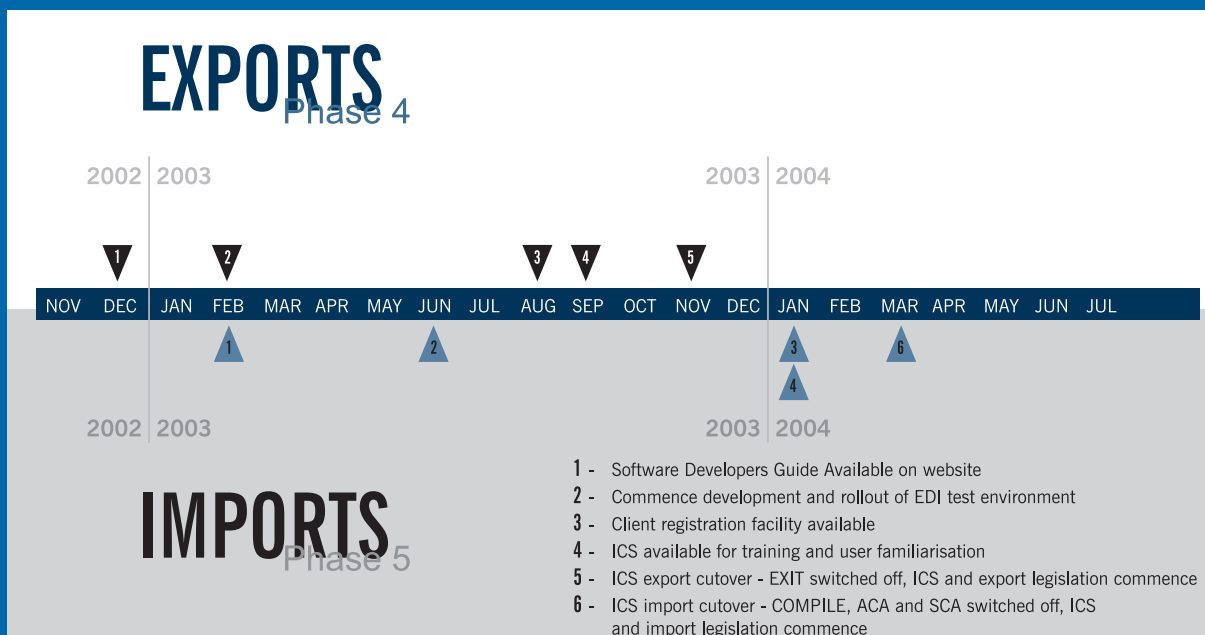 EXPORTS
Phase 4
2002 2003 2003 2004
1 2 3 4 5
NOV DEC JAN FEB MAR APR MAY JUN JUL AUG SEP OCT NOV DEC JAN FEB MAR APR MAY JUN JUL
1 2 3 6
4
2002 2003 2003 2004
IMPORTS
Phase 5
1 - Software Developers Guide Available on website
2 - Commence development and rollout of EDI test environment
3 - Client registration facility available
4 - ICS available for training and user familiarisation
5 - ICS export cutover - EXIT switched off, ICS and export legislation commence
6 - ICS import cutover - COMPILE, ACA and SCA switched off, ICS
and import legislation commence